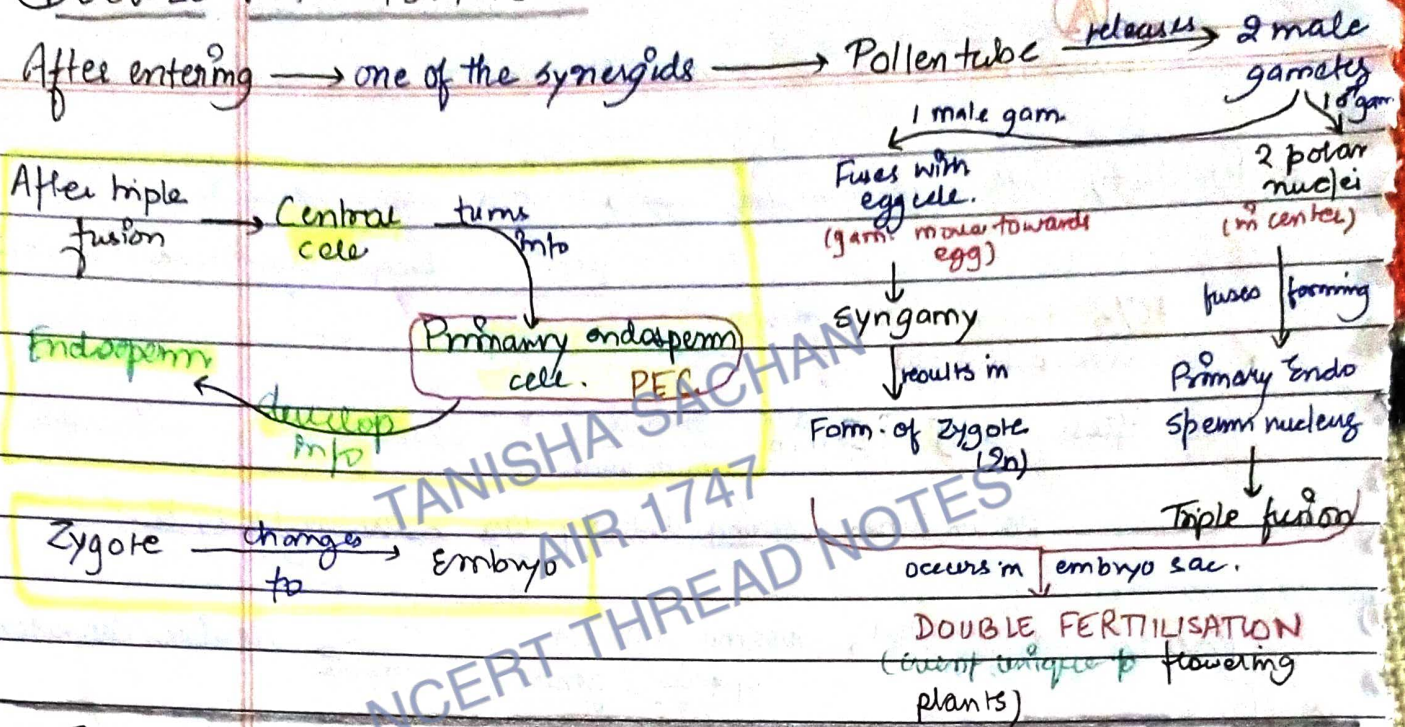 After entering → one of the synergids → Pollen tube releases → 2 male
gametes
1 male gam.
1 ♂ gam
Fuses with
egg cell.
(gam. move towards
egg)
↓
Syngamy
↓ results in
Form. of Zygote
(2n)
2 polar
nuclei
(in center)
fuses forming
Primary Endo
sperm nucleus
↓
Triple fusion
occurs in embryo sac.
DOUBLE FERTILISATION
(event unique to flowering
plants)
After triple
fusion → Central
cell
turns
into
Primary endosperm
cell. PEC
develop
into
Endosperm
Zygote changes
to → Embryo
TANISHA SACHAN
AIR 1747
NCERT THREAD NOTES